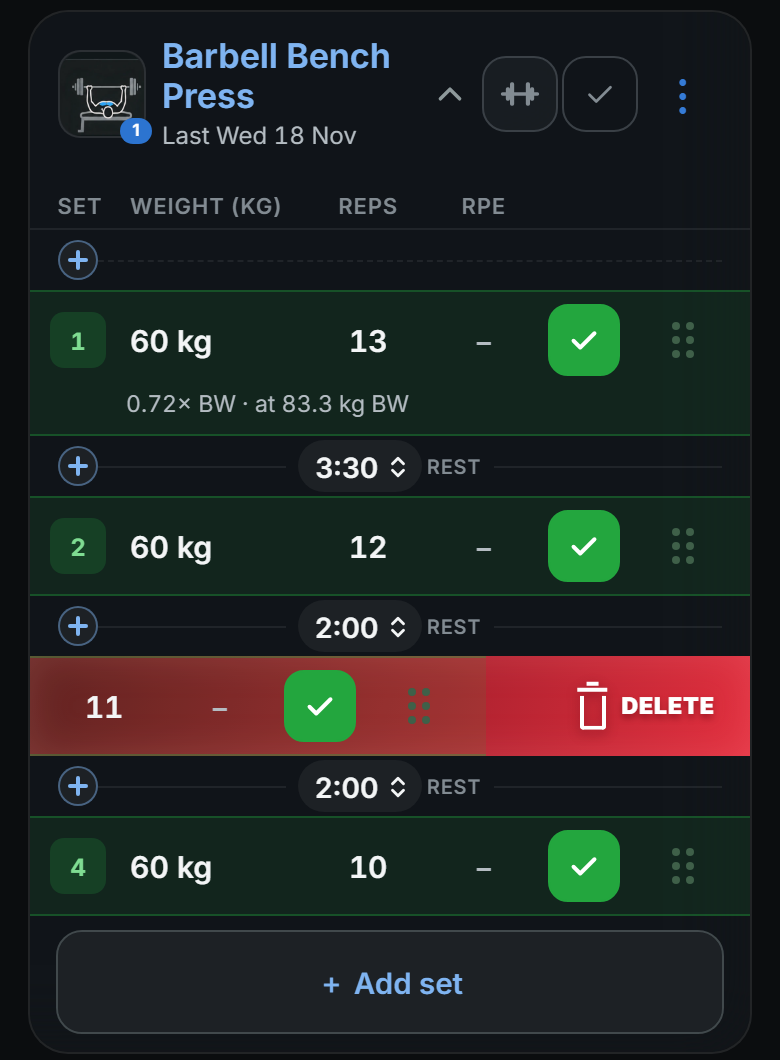 Barbell Bench
Press
1
Last Wed 18 Nov
SET WEIGHT (KG) REPS RPE
1 60 kg 13 –
0.72× BW · at 83.3 kg BW
3:30 REST
2 60 kg 12 –
2:00 REST
11 – DELETE
2:00 REST
4 60 kg 10 –
+ Add set